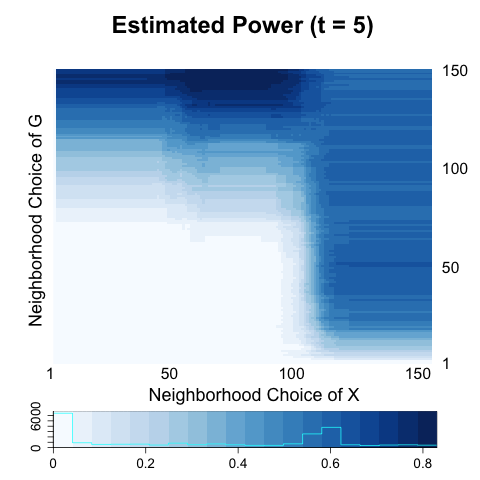 Estimated Power (t = 5)
Neighborhood Choice of G
150
100
50
1
1 50 100 150
Neighborhood Choice of X
0 6000
0 0.2 0.4 0.6 0.8